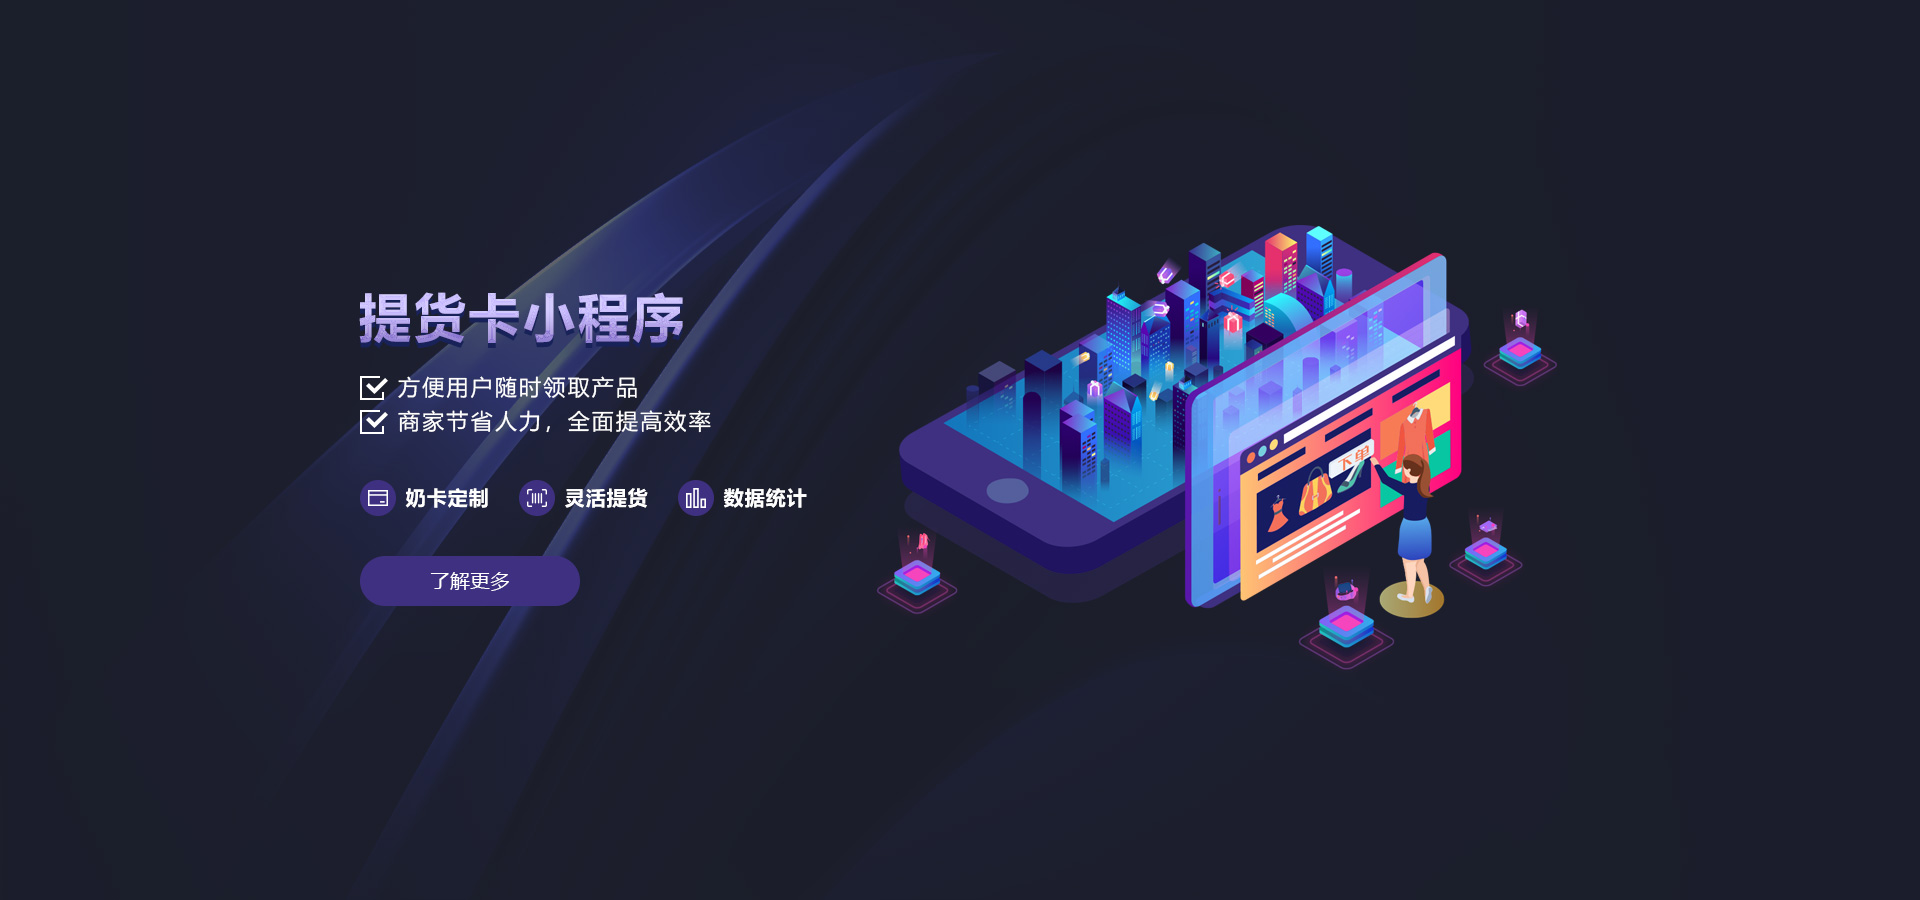 提货卡小程序
方便用户随时领取产品
商家节省人力，全面提高效率
奶卡定制 灵活提货 数据统计
了解更多
下单